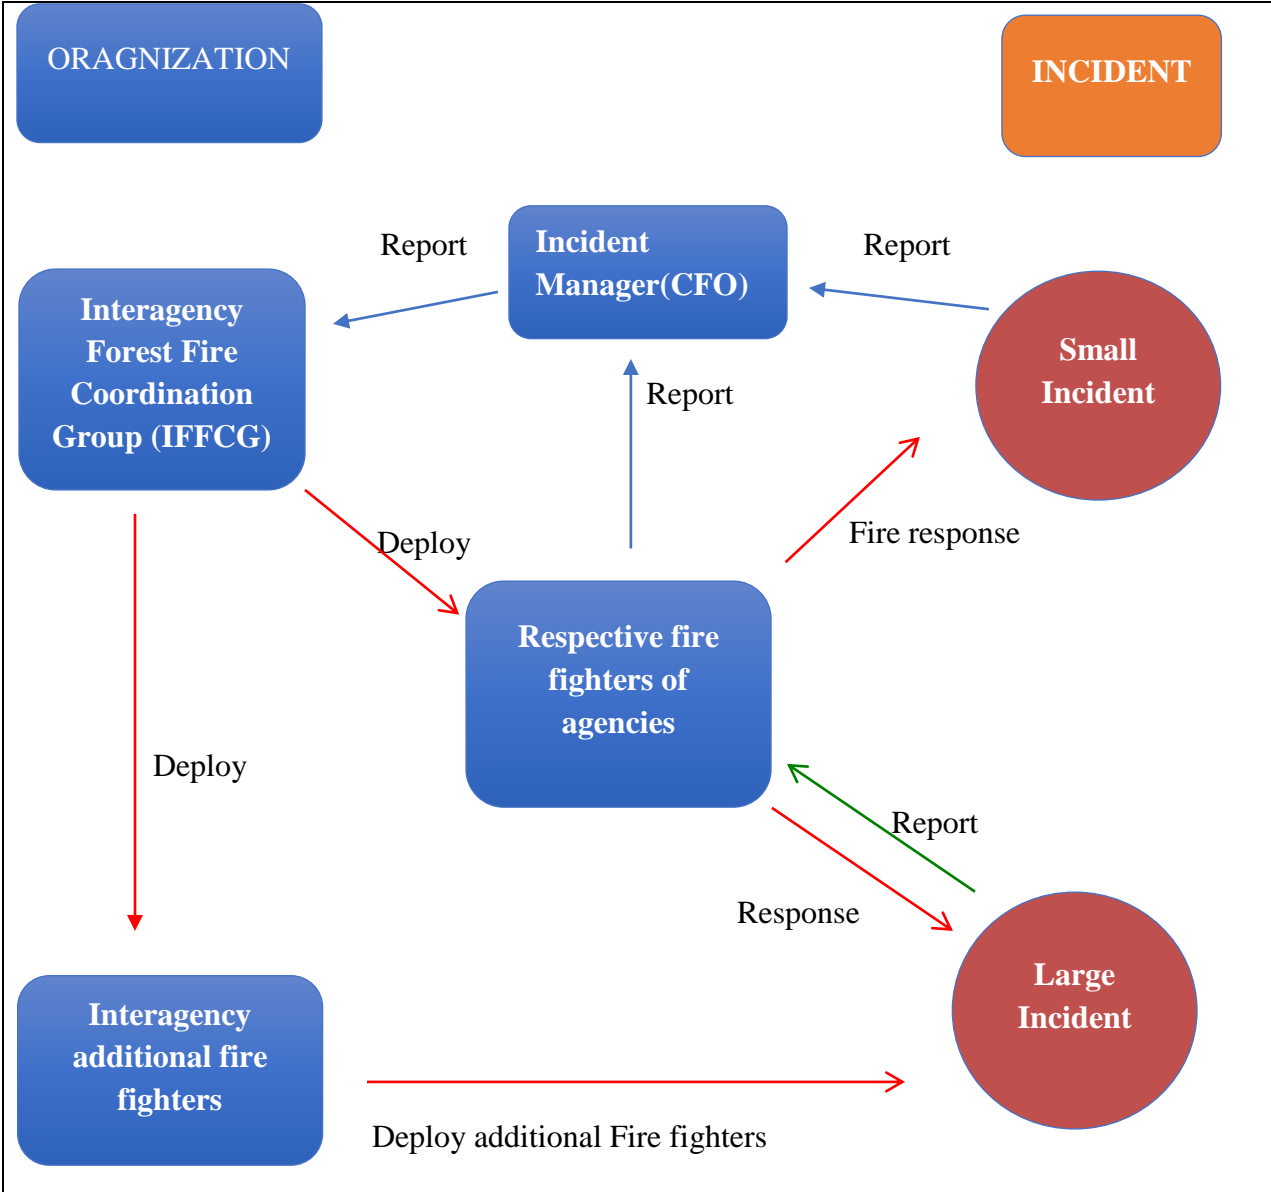 ORAGNIZATION
INCIDENT
Report
Incident
Manager(CFO)
Report
Interagency
Forest Fire
Coordination
Group (IFFCG)
Small
Incident
Report
Deploy
Fire response
Respective fire
fighters of
agencies
Deploy
Report
Response
Large
Incident
Interagency
additional fire
fighters
Deploy additional Fire fighters